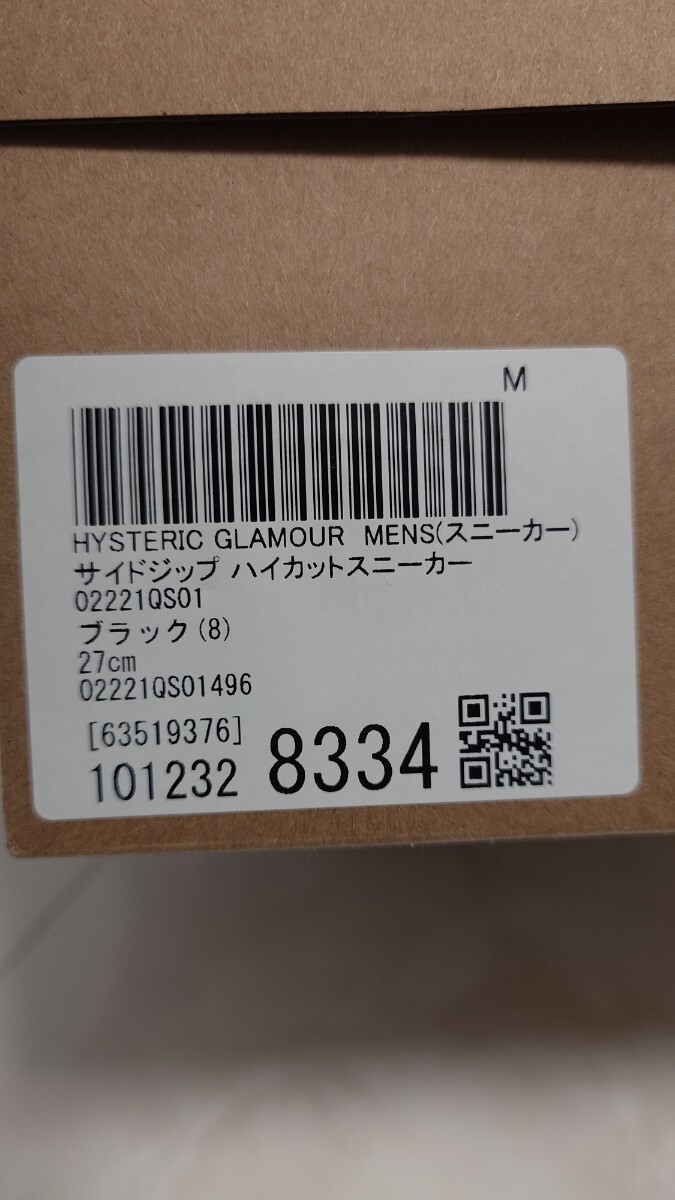 M
HYSTERIC GLAMOUR MENS(スニーカー)
サイドジップ ハイカットスニーカー
02221QS01
ブラック(8)
27cm
02221QS01496
[63519376]
101232 8334